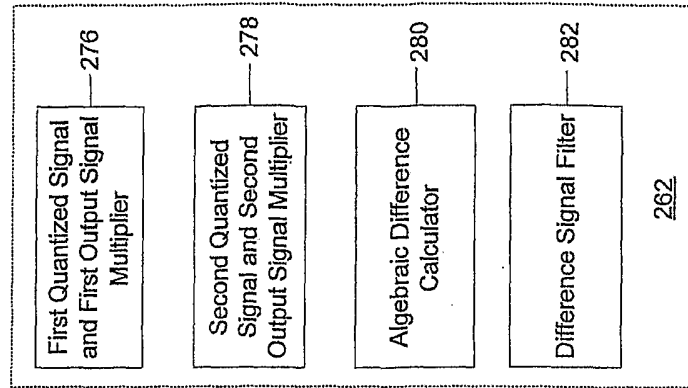 First Quantized Signal
and First Output Signal
Multiplier
276
Second Quantized
Signal and Second
Output Signal Multiplier
278
Algebraic Difference
Calculator
280
Difference Signal Filter
282
262